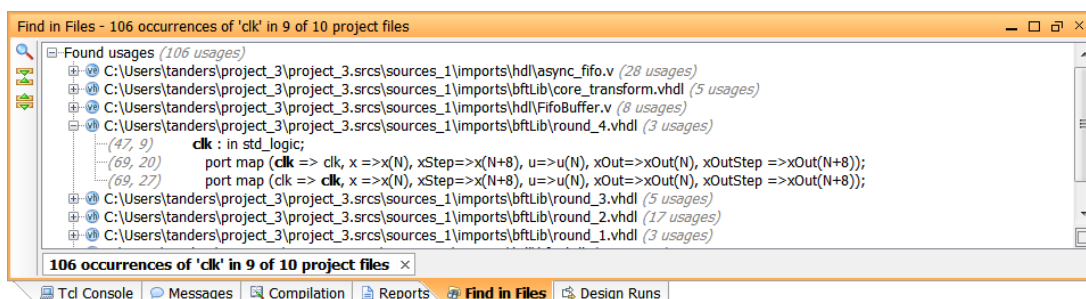 Find in Files - 106 occurrences of 'clk' in 9 of 10 project files
Found usages (106 usages)
C:\Users\tanders\project_3\project_3.srcs\sources_1\imports\hdl\async_fifo.v (28 usages)
C:\Users\tanders\project_3\project_3.srcs\sources_1\imports\bftLib\core_transform.vhdl (5 usages)
C:\Users\tanders\project_3\project_3.srcs\sources_1\imports\hdl\FifoBuffer.v (8 usages)
C:\Users\tanders\project_3\project_3.srcs\sources_1\imports\bftLib\round_4.vhdl (3 usages)
(47, 9) clk : in std_logic;
(69, 20) port map (clk => clk, x =>x(N), xStep=>x(N+8), u=>u(N), xOut=>xOut(N), xOutStep =>xOut(N+8));
(69, 27) port map (clk => clk, x =>x(N), xStep=>x(N+8), u=>u(N), xOut=>xOut(N), xOutStep =>xOut(N+8));
C:\Users\tanders\project_3\project_3.srcs\sources_1\imports\bftLib\round_3.vhdl (5 usages)
C:\Users\tanders\project_3\project_3.srcs\sources_1\imports\bftLib\round_2.vhdl (17 usages)
C:\Users\tanders\project_3\project_3.srcs\sources_1\imports\bftLib\round_1.vhdl (3 usages)
106 occurrences of 'clk' in 9 of 10 project files
Tcl Console Messages Compilation Reports Find in Files Design Runs